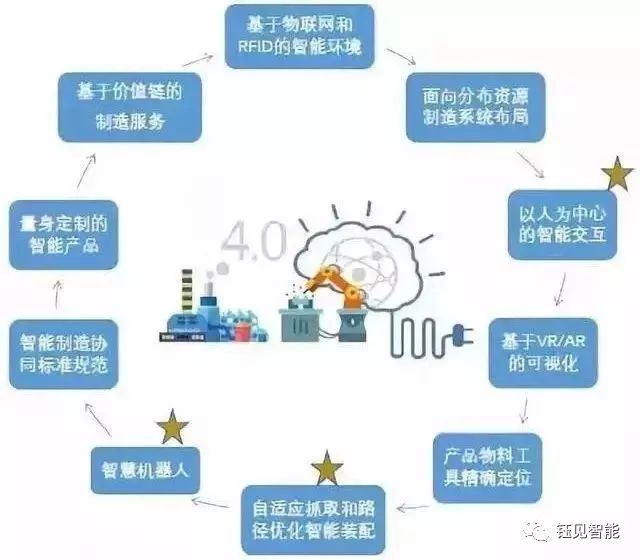 基于物联网和
RFID的智能环境
面向分布资源
制造系统布局
以人为中心
的智能交互
基于VR/AR
的可视化
产品物料工
具精确定位
自适应抓取和路
径优化智能装配
智慧机器人
智能制造协
同标准规范
量身定制的
智能产品
基于价值链的
制造服务
4.0
钰见智能